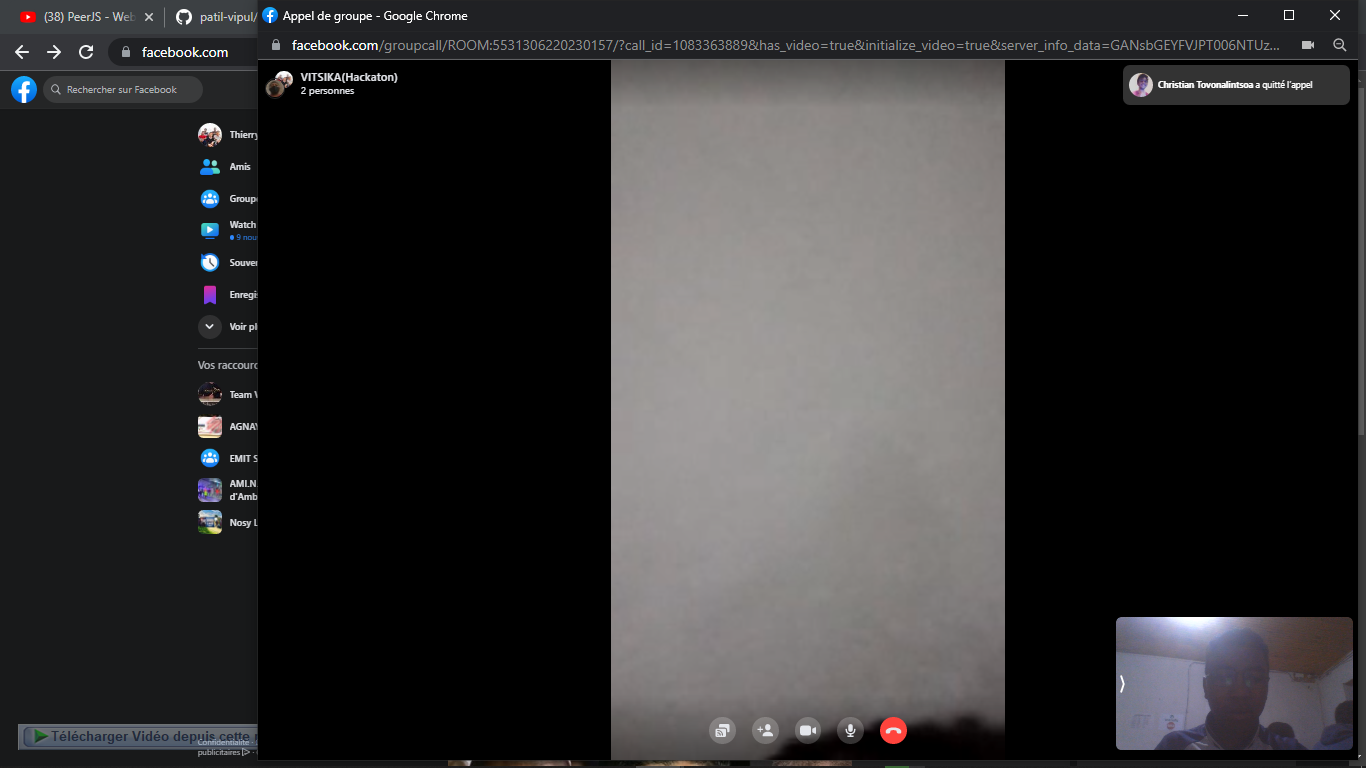 (38) PeerJS - Web
patil-vipul/
Appel de groupe - Google Chrome
facebook.com
facebook.com/groupcall/ROOM:5531306220230157/?call_id=1083363889&has_video=true&initialize_video=true&server_info_data=GANsbGEYFVJPT006NTUz...
Rechercher sur Facebook
VITSIKA(Hackaton)
2 personnes
Christian Tovonalintsoa a quitté l'appel
Thierry
Amis
Group
Watch
9 nou
Souve
Enregis
Voir pl
Vos raccourc
Team V
AGNA
EMIT S
AMI.N.
d'Amb
Nosy L
Télécharger Vidéo depuis cette
Confidentialité
publicitaires